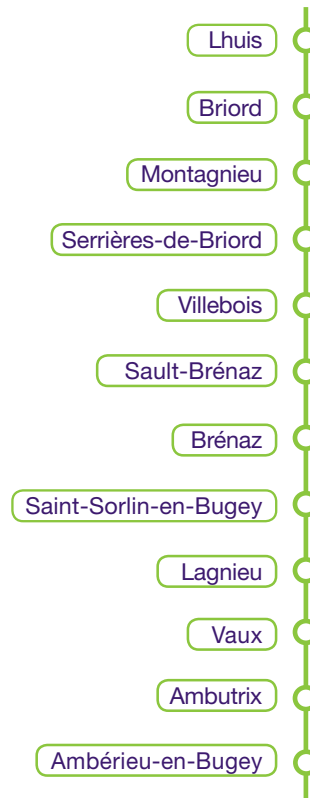 Lhuis
Briord
Montagnieu
Serrières-de-Briord
Villebois
Sault-Brénaz
Brénaz
Saint-Sorlin-en-Bugey
Lagnieu
Vaux
Ambutrix
Ambérieu-en-Bugey